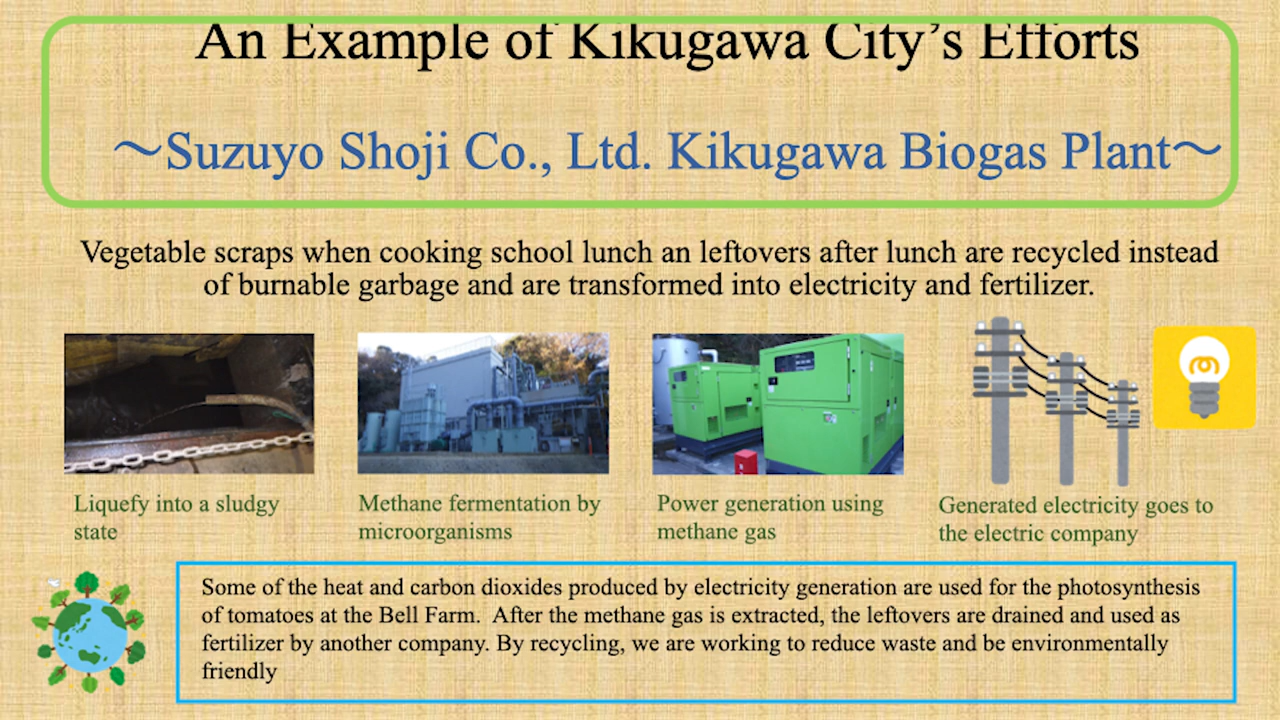 An Example of Kikugawa City’s Efforts
～Suzuyo Shoji Co., Ltd. Kikugawa Biogas Plant～
Vegetable scraps when cooking school lunch an leftovers after lunch are recycled instead
of burnable garbage and are transformed into electricity and fertilizer.
Liquefy into a sludgy
state
Methane fermentation by
microorganisms
Power generation using
methane gas
Generated electricity goes to
the electric company
Some of the heat and carbon dioxides produced by electricity generation are used for the photosynthesis
of tomatoes at the Bell Farm.  After the methane gas is extracted, the leftovers are drained and used as
fertilizer by another company. By recycling, we are working to reduce waste and be environmentally
friendly